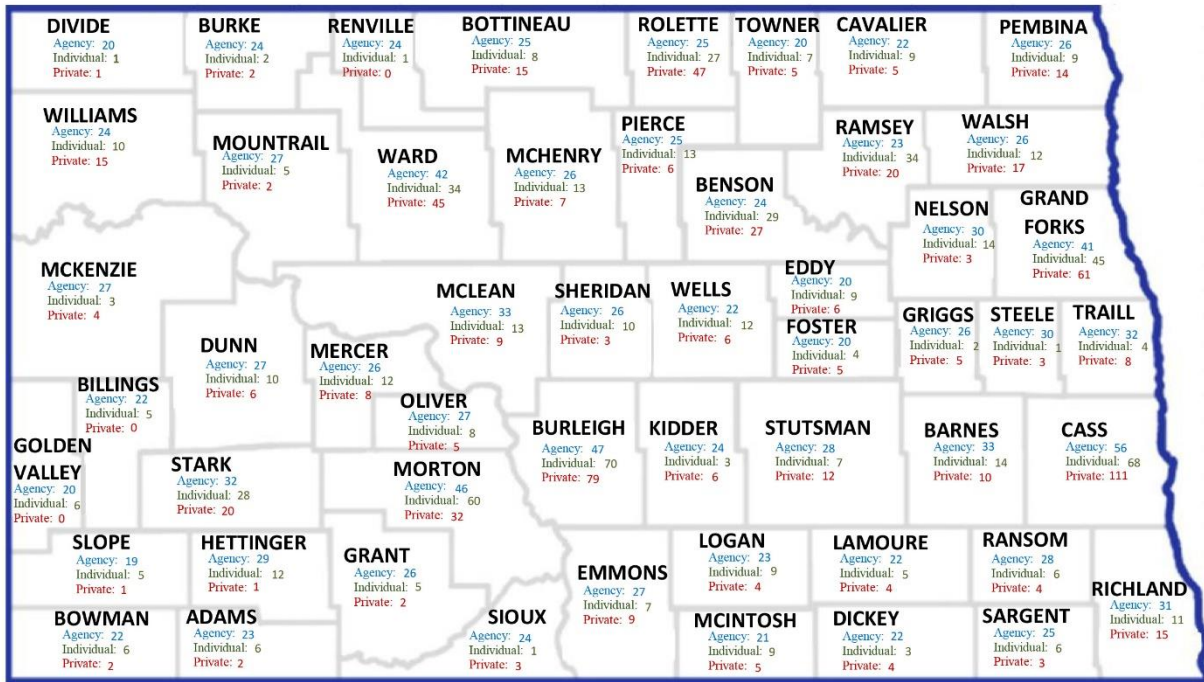 DIVIDE
Agency: 20
Individual: 1
Private: 1
BURKE
Agency: 24
Individual: 2
Private: 2
RENVILLE
Agency: 24
Individual: 1
Private: 0
BOTTINEAU
Agency: 25
Individual: 8
Private: 15
ROLETTE
Agency: 25
Individual: 27
Private: 47
TOWNER
Agency: 20
Individual: 7
Private: 5
CAVALIER
Agency: 22
Individual: 9
Private: 5
PEMBINA
Agency: 26
Individual: 9
Private: 14
WILLIAMS
Agency: 24
Individual: 10
Private: 15
MOUNTRAIL
Agency: 27
Individual: 5
Private: 2
WARD
Agency: 42
Individual: 34
Private: 45
MCHENRY
Agency: 26
Individual: 13
Private: 7
PIERCE
Agency: 25
Individual: 13
Private: 6
BENSON
Agency: 24
Individual: 29
Private: 27
RAMSEY
Agency: 23
Individual: 34
Private: 20
WALSH
Agency: 26
Individual: 12
Private: 17
NELSON
Agency: 30
Individual: 14
Private: 3
GRAND
FORKS
Agency: 41
Individual: 45
Private: 61
MCKENZIE
Agency: 27
Individual: 3
Private: 4
DUNN
Agency: 27
Individual: 10
Private: 6
MERCER
Agency: 26
Individual: 12
Private: 8
MCLEAN
Agency: 33
Individual: 13
Private: 9
SHERIDAN
Agency: 26
Individual: 10
Private: 3
WELLS
Agency: 22
Individual: 12
Private: 6
EDDY
Agency: 20
Individual: 9
Private: 6
FOSTER
Agency: 20
Individual: 4
Private: 5
GRIGGS
Agency: 26
Individual: 2
Private: 5
STEELE
Agency: 30
Individual: 1
Private: 3
TRAILL
Agency: 32
Individual: 4
Private: 8
BILLINGS
Agency: 22
Individual: 5
Private: 0
GOLDEN
VALLEY
Agency: 20
Individual: 6
Private: 0
STARK
Agency: 32
Individual: 28
Private: 20
OLIVER
Agency: 27
Individual: 8
Private: 5
MORTON
Agency: 46
Individual: 60
Private: 32
BURLEIGH
Agency: 47
Individual: 70
Private: 79
KIDDER
Agency: 24
Individual: 3
Private: 6
STUTSMAN
Agency: 28
Individual: 7
Private: 12
BARNES
Agency: 33
Individual: 14
Private: 10
CASS
Agency: 56
Individual: 68
Private: 111
SLOPE
Agency: 19
Individual: 5
Private: 1
HETTINGER
Agency: 29
Individual: 12
Private: 1
GRANT
Agency: 26
Individual: 5
Private: 2
EMMONS
Agency: 27
Individual: 7
Private: 9
LOGAN
Agency: 23
Individual: 9
Private: 4
LAMOURE
Agency: 22
Individual: 5
Private: 4
RANSOM
Agency: 28
Individual: 6
Private: 4
RICHLAND
Agency: 31
Individual: 11
Private: 15
BOWMAN
Agency: 22
Individual: 6
Private: 2
ADAMS
Agency: 23
Individual: 6
Private: 2
SIOUX
Agency: 24
Individual: 1
Private: 3
MCINTOSH
Agency: 21
Individual: 9
Private: 5
DICKEY
Agency: 22
Individual: 3
Private: 4
SARGENT
Agency: 25
Individual: 6
Private: 3